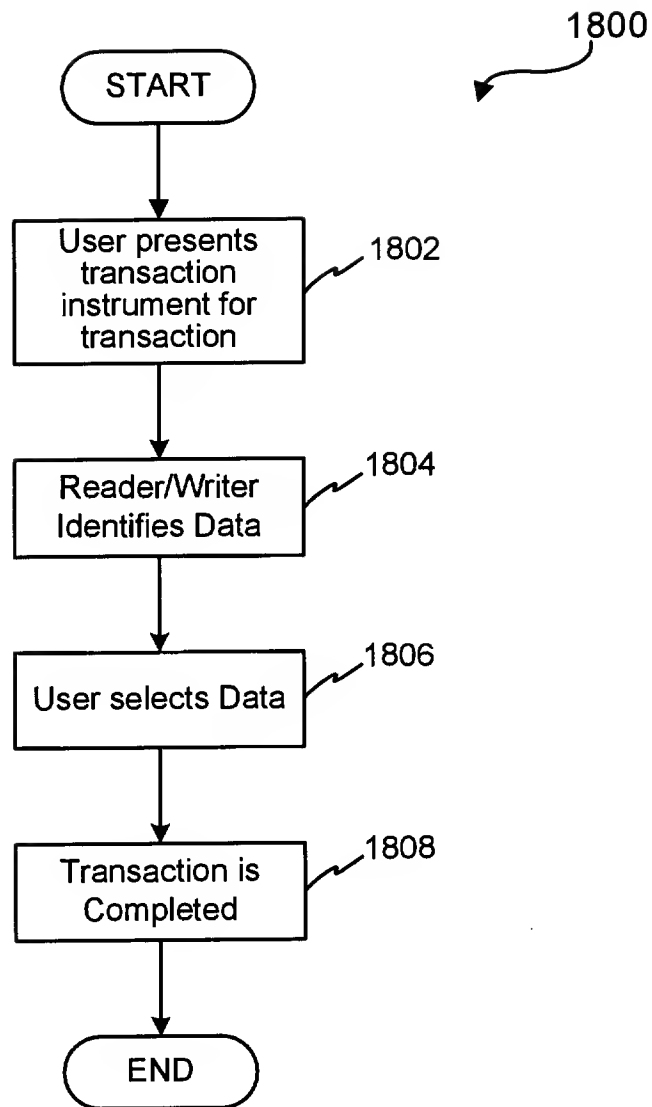 1800
START
User presents
transaction
instrument for
transaction
1802
Reader/Writer
Identifies Data
1804
User selects Data
1806
Transaction is
Completed
1808
END